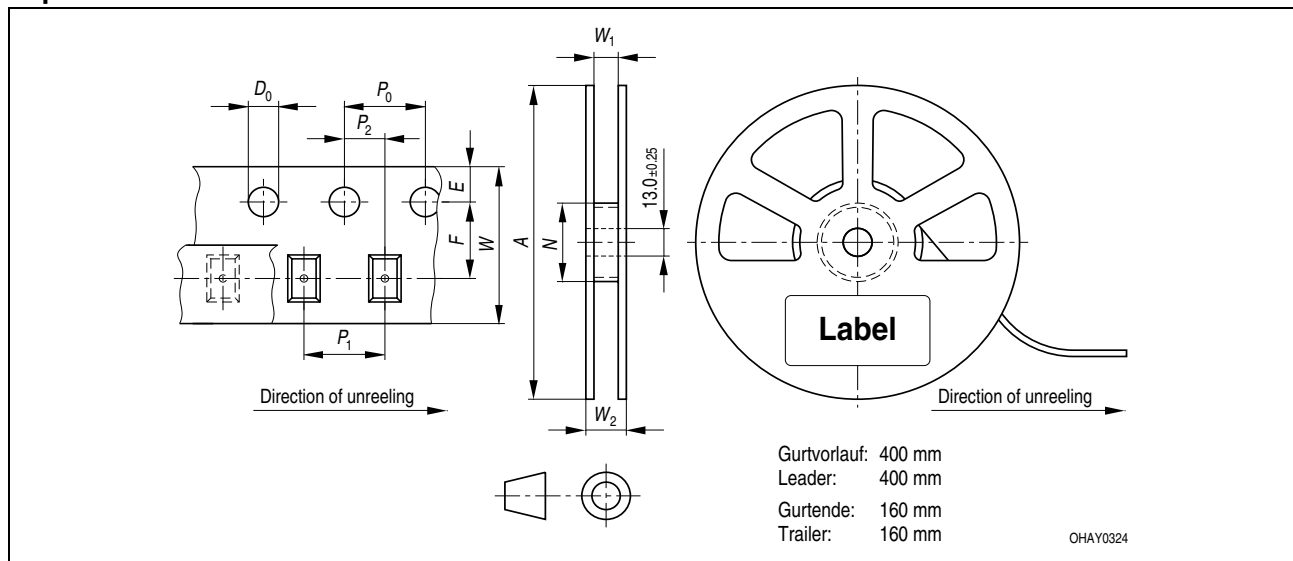 W₁
D₀
P₀
P₂
E
F
W
A
N
13.0±0.25
P₁
Label
Direction of unreeling
W₂
Direction of unreeling
Gurtvorlauf: 400 mm
Leader: 400 mm
Gurtende: 160 mm
Trailer: 160 mm
OHAY0324